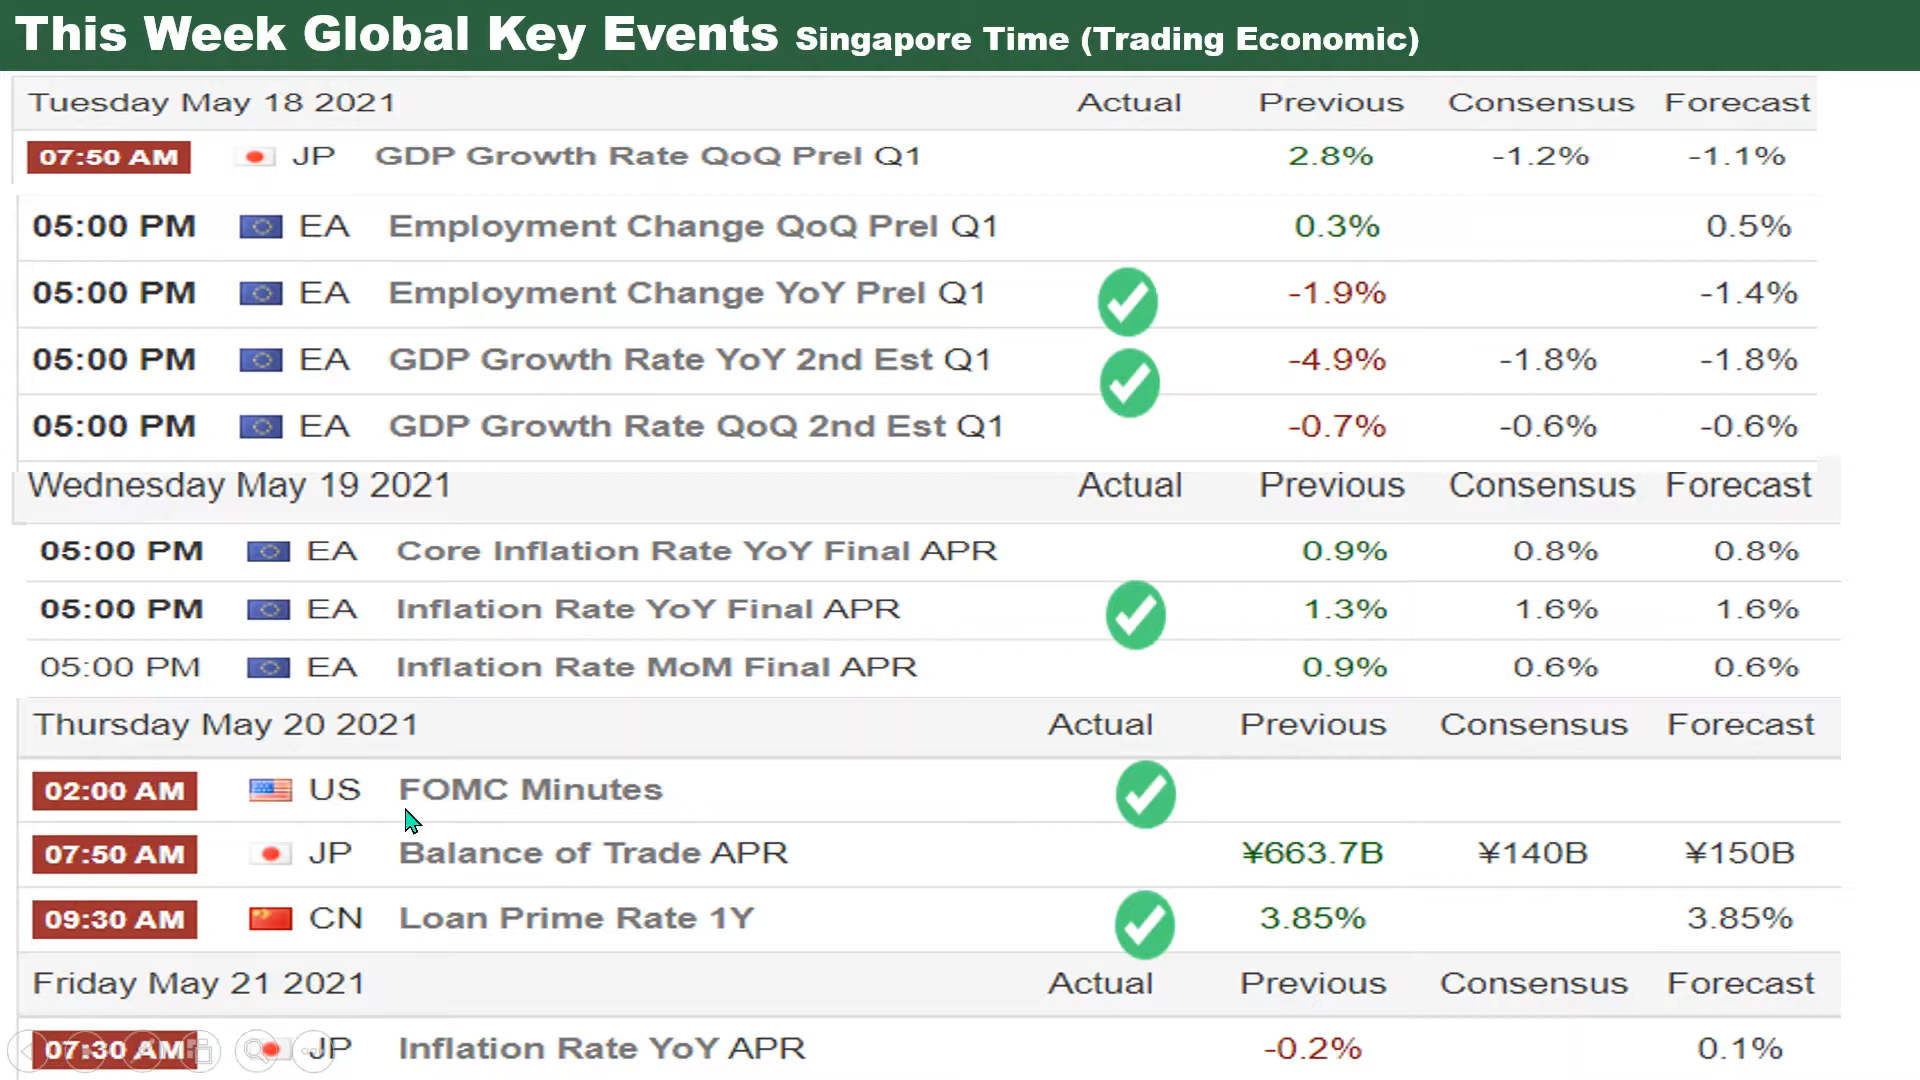 This Week Global Key Events Singapore Time (Trading Economic)
Tuesday May 18 2021 Actual Previous Consensus Forecast
07:50 AM JP GDP Growth Rate QoQ Prel Q1 2.8% -1.2% -1.1%
05:00 PM EA Employment Change QoQ Prel Q1 0.3% 0.5%
05:00 PM EA Employment Change YoY Prel Q1 -1.9% -1.4%
05:00 PM EA GDP Growth Rate YoY 2nd Est Q1 -4.9% -1.8% -1.8%
05:00 PM EA GDP Growth Rate QoQ 2nd Est Q1 -0.7% -0.6% -0.6%
Wednesday May 19 2021 Actual Previous Consensus Forecast
05:00 PM EA Core Inflation Rate YoY Final APR 0.9% 0.8% 0.8%
05:00 PM EA Inflation Rate YoY Final APR 1.3% 1.6% 1.6%
05:00 PM EA Inflation Rate MoM Final APR 0.9% 0.6% 0.6%
Thursday May 20 2021 Actual Previous Consensus Forecast
02:00 AM US FOMC Minutes
07:50 AM JP Balance of Trade APR ¥663.7B ¥140B ¥150B
09:30 AM CN Loan Prime Rate 1Y 3.85% 3.85%
Friday May 21 2021 Actual Previous Consensus Forecast
07:30 AM JP Inflation Rate YoY APR -0.2% 0.1%